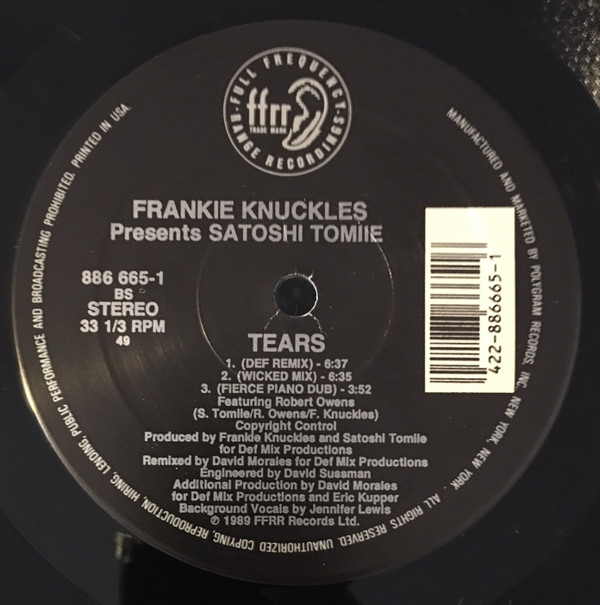 FULL FREQUENCY
ffrr
TRADE MARK
RANGE RECORDINGS
FRANKIE KNUCKLES
Presents SATOSHI TOMIIE
886 665-1
BS
STEREO
33 1/3 RPM
49
422-886665-1
TEARS
1. (DEF REMIX) - 6:37
2. (WICKED MIX) - 6:35
3. (FIERCE PIANO DUB) - 3:52
Featuring Robert Owens
(S. Tomiie/R. Owens/F. Knuckles)
Copyright Control
Produced by Frankie Knuckles and Satoshi Tomiie
for Def Mix Productions
Remixed by David Morales for Def Mix Productions
Engineered by David Sussman
Additional Production by David Morales
for Def Mix Productions and Eric Kupper
Background Vocals by Jennifer Lewis
℗ 1989 FFRR Records Ltd.
MANUFACTURED AND MARKETED BY POLYGRAM RECORDS, INC. NEW YORK, NEW YORK. ALL RIGHTS RESERVED. UNAUTHORIZED COPYING, REPRODUCTION, HIRING, LENDING, PUBLIC PERFORMANCE AND BROADCASTING PROHIBITED. PRINTED IN USA.